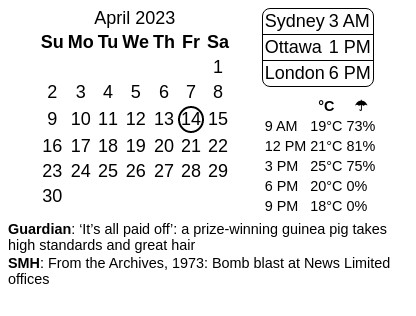 April 2023
Su Mo Tu We Th Fr Sa
1
2 3 4 5 6 7 8
9 10 11 12 13 14 15
16 17 18 19 20 21 22
23 24 25 26 27 28 29
30
Sydney 3 AM
Ottawa 1 PM
London 6 PM
°C ☂
9 AM 19°C 73%
12 PM 21°C 81%
3 PM 25°C 75%
6 PM 20°C 0%
9 PM 18°C 0%
Guardian: ‘It’s all paid off’: a prize-winning guinea pig takes
high standards and great hair
SMH: From the Archives, 1973: Bomb blast at News Limited
offices